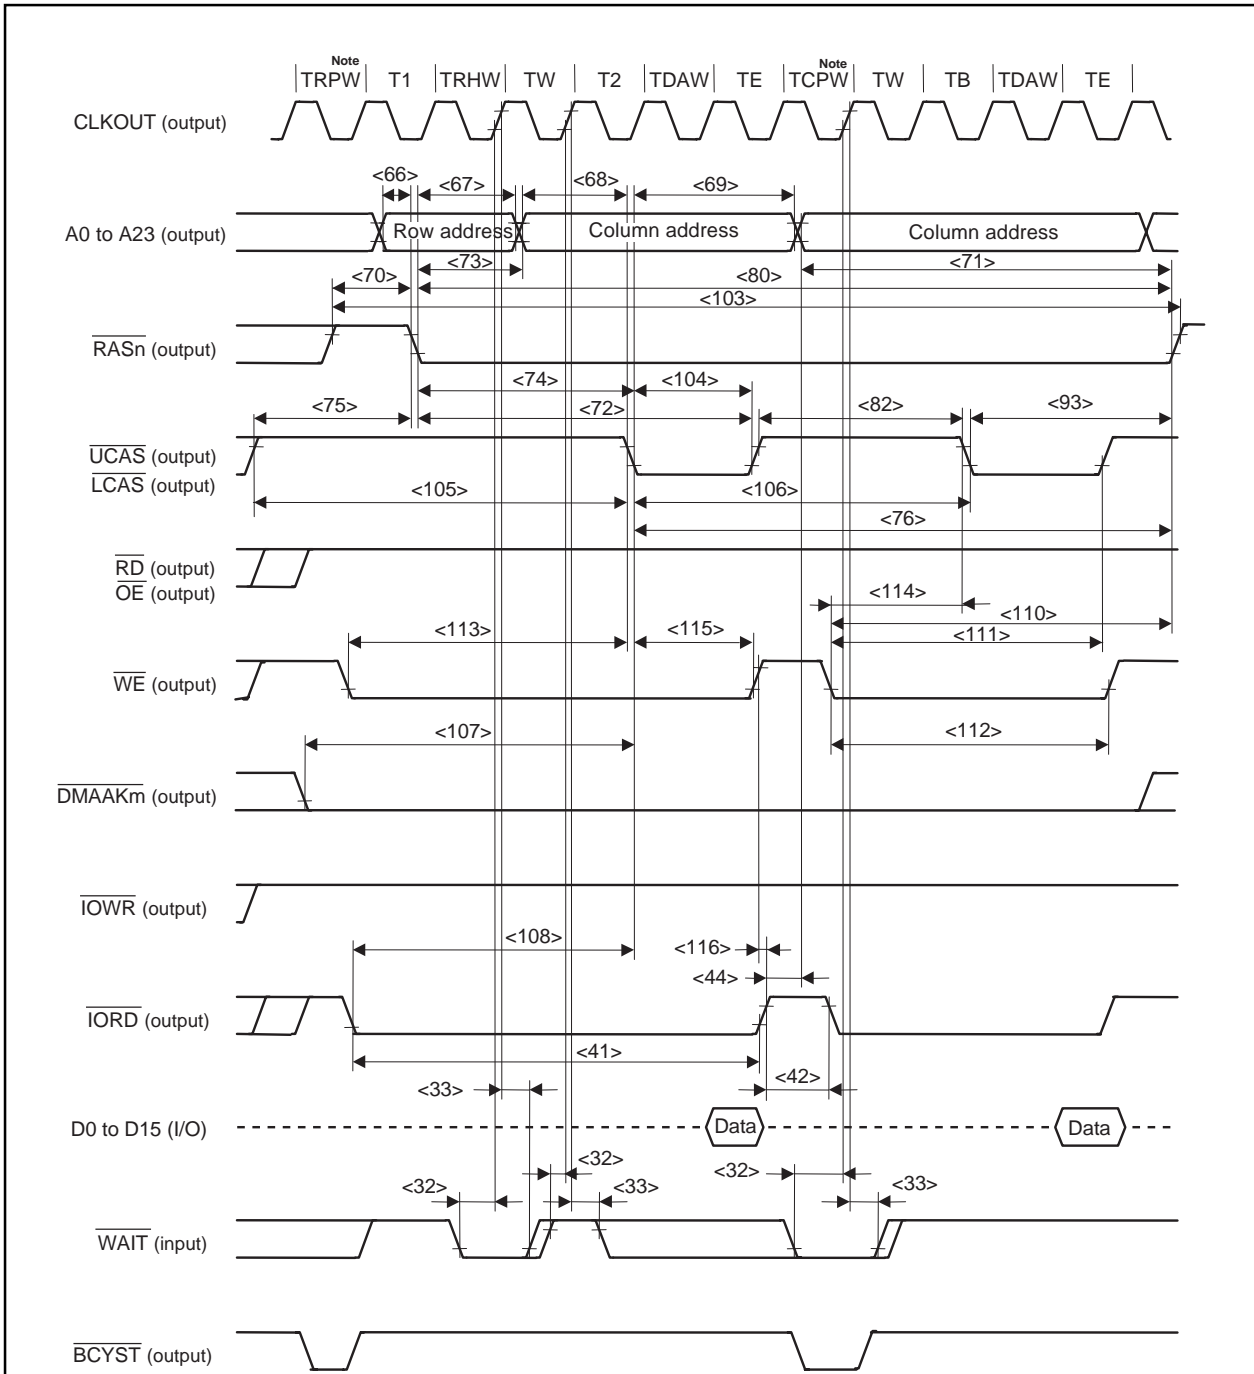 Note Note
TRPW T1 TRHW TW T2 TDAW TE TCPW TW TB TDAW TE
CLKOUT (output)
<66> <67> <68> <69>
A0 to A23 (output) Row address Column address Column address
<73> <71>
<70> <80>
<103>
RASn (output)
<74> <104>
<75> <72> <82> <93>
UCAS (output)
LCAS (output)
<105> <106>
<76>
RD (output)
OE (output)
<114>
<110>
<113> <115> <111>
WE (output)
<107> <112>
DMAAKm (output)
IOWR (output)
<108> <116>
<44>
IORD (output)
<41>
<33> <42>
D0 to D15 (I/O) Data Data
<32> <32>
<32> <33> <33>
WAIT (input)
BCYST (output)